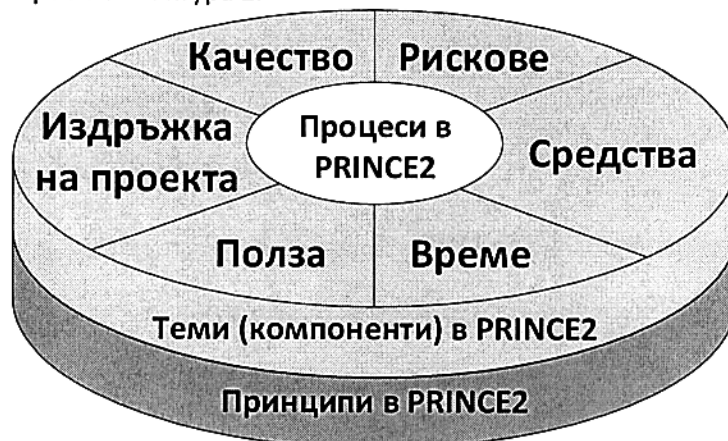 Качество
Рискове
Издръжка
на проекта
Процеси в
PRINCE2
Средства
Полза
Време
Теми (компоненти) в PRINCE2
Принципи в PRINCE2